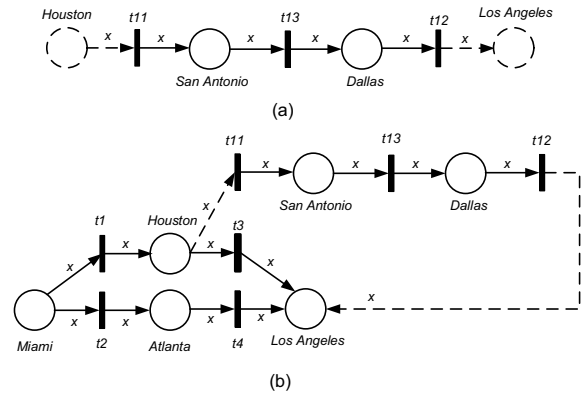 Houston t11 t13 t12 Los Angeles
x x x x x x
San Antonio Dallas
(a)
t11 t13 t12
x x x x
San Antonio Dallas
x
t1 Houston t3
x x x
x
x x x x
Miami t2 Atlanta t4 Los Angeles
(b)